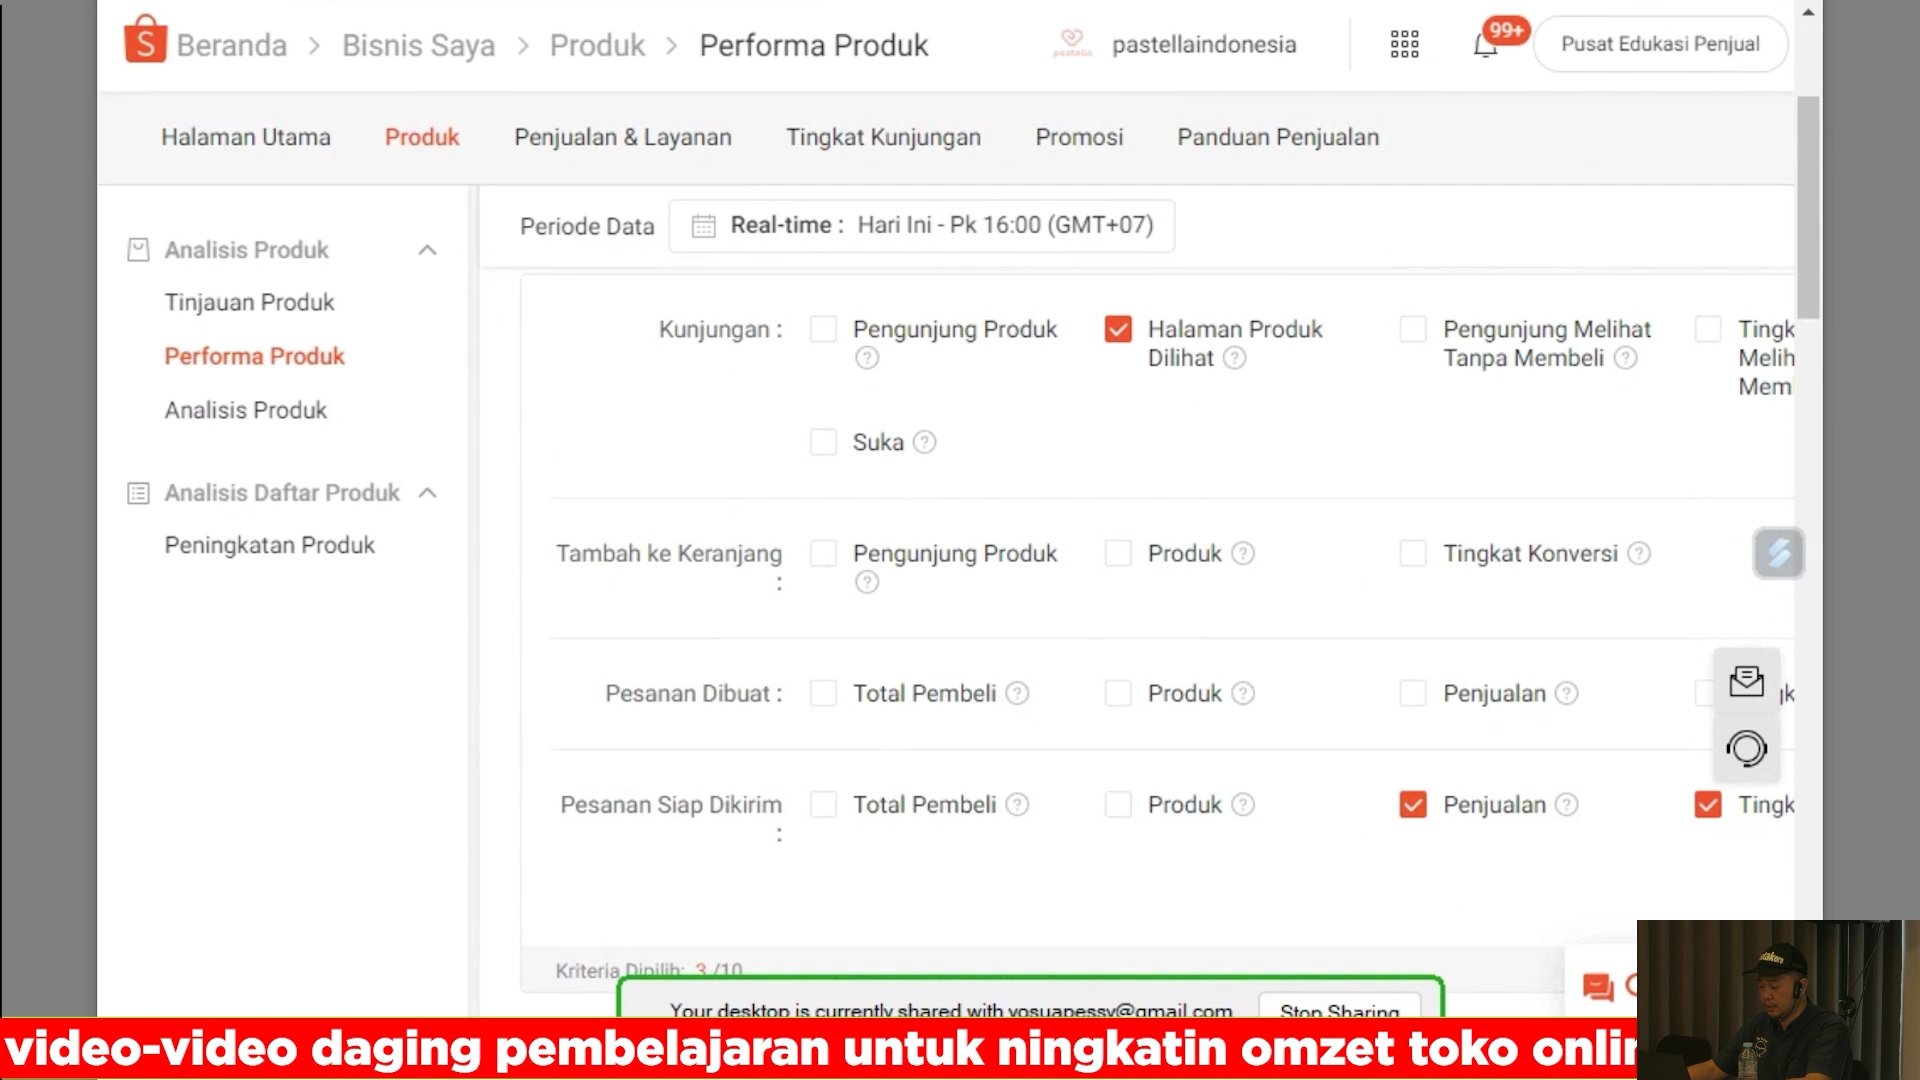 Beranda > Bisnis Saya > Produk > Performa Produk
pastella
pastellaindonesia
99+
Pusat Edukasi Penjual
Halaman Utama
Produk
Penjualan & Layanan
Tingkat Kunjungan
Promosi
Panduan Penjualan
Analisis Produk
Tinjauan Produk
Performa Produk
Analisis Produk
Analisis Daftar Produk
Peningkatan Produk
Periode Data
Real-time : Hari Ini - Pk 16:00 (GMT+07)
Kunjungan :
Pengunjung Produk
Halaman Produk
Dilihat
Pengunjung Melihat
Tanpa Membeli
Tingk
Melih
Mem
Suka
Tambah ke Keranjang
:
Pengunjung Produk
Produk
Tingkat Konversi
Pesanan Dibuat :
Total Pembeli
Produk
Penjualan
Pesanan Siap Dikirim
:
Total Pembeli
Produk
Penjualan
Tingk
Kriteria Dipilih: 3 /10
Your desktop is currently shared with yosuapessy@gmail.com
Stop Sharing
video-video daging pembelajaran untuk ningkatin omzet toko onlin